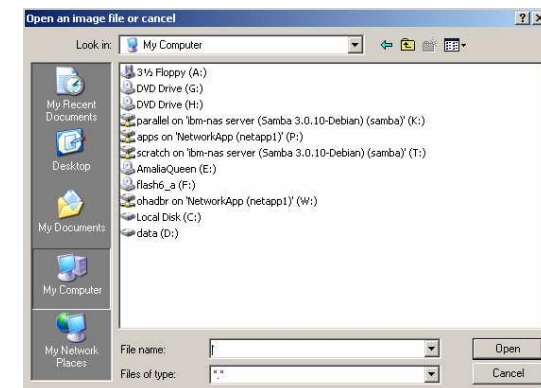 Open an image file or cancel
Look in:
My Computer
My Recent
Documents
Desktop
My Documents
My Computer
My Network
Places
3½ Floppy (A:)
DVD Drive (G:)
DVD Drive (H:)
parallel on 'ibm-nas server (Samba 3.0.10-Debian) (samba)' (K:)
apps on 'NetworkApp (netapp1)' (P:)
scratch on 'ibm-nas server (Samba 3.0.10-Debian) (samba)' (T:)
AmaliaQueen (E:)
flash6_a (F:)
ohadbr on 'NetworkApp (netapp1)' (W:)
Local Disk (C:)
data (D:)
File name:
Open
Files of type:
*.*
Cancel